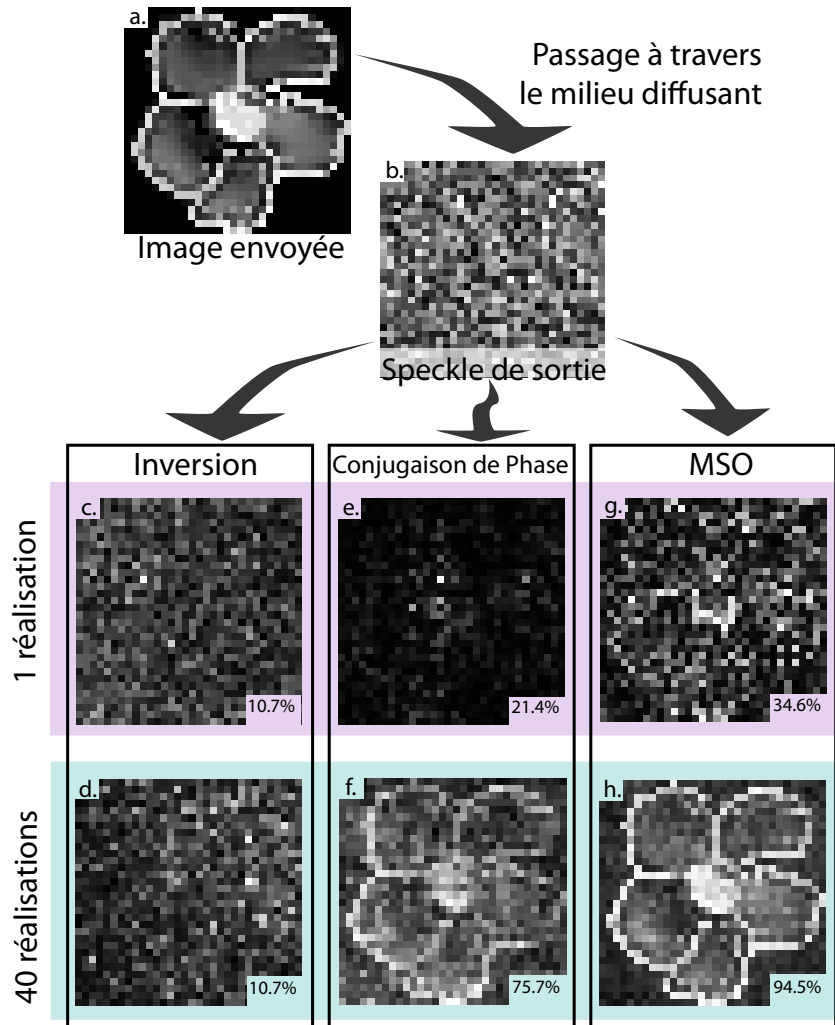 a.
Passage à travers
le milieu diffusant
Image envoyée
b.
Speckle de sortie
Inversion
Conjugaison de Phase
MSO
1 réalisation
c.
10.7%
e.
21.4%
g.
34.6%
40 réalisations
d.
10.7%
f.
75.7%
h.
94.5%